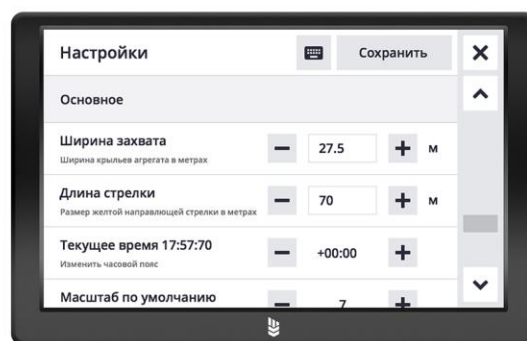 Настройки
Сохранить
Основное
Ширина захвата
Ширина крыльев агрегата в метрах
27.5 м
Длина стрелки
Размер желтой направляющей стрелки в метрах
70 м
Текущее время 17:57:70
Изменить часовой пояс
+00:00
Масштаб по умолчанию
7